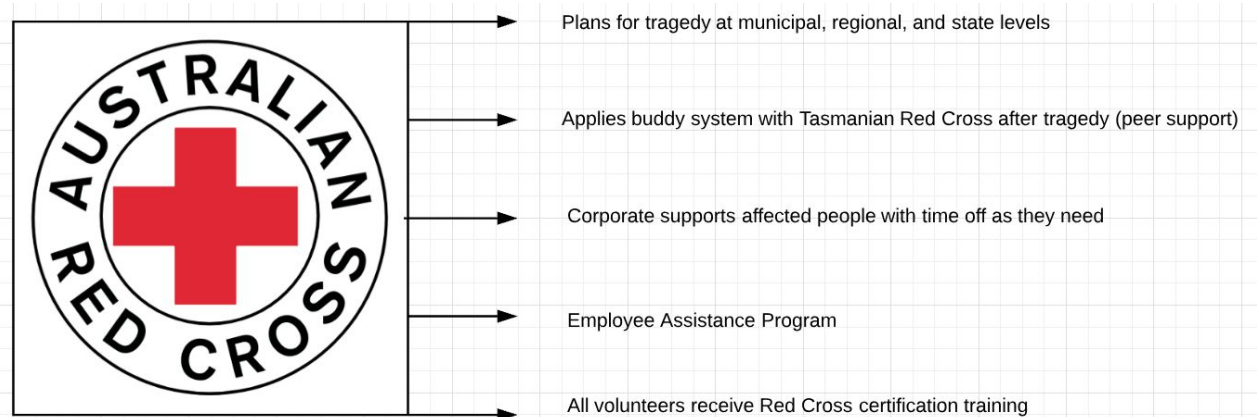 AUSTRALIAN
RED CROSS
Plans for tragedy at municipal, regional, and state levels
Applies buddy system with Tasmanian Red Cross after tragedy (peer support)
Corporate supports affected people with time off as they need
Employee Assistance Program
All volunteers receive Red Cross certification training